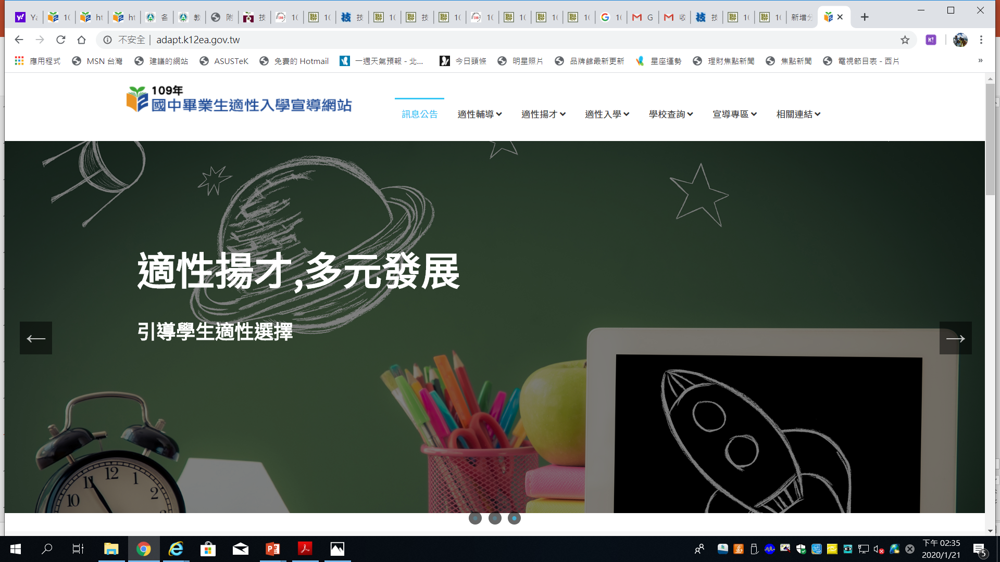 不安全 | adapt.k12ea.gov.tw
應用程式 MSN 台灣 建議的網站 ASUSTeK 免費的 Hotmail 一週天氣預報 - 北... 今日頭條 明星照片 品牌館最新更新 星座運勢 理財焦點新聞 焦點新聞 電視節目表 - 西片 »
109年
國中畢業生適性入學宣導網站
訊息公告 適性輔導 適性揚才 適性入學 學校查詢 宣導專區 相關連結
適性揚才,多元發展
引導學生適性選擇
11 12 1
10 2
下午 02:35
2020/1/21
5